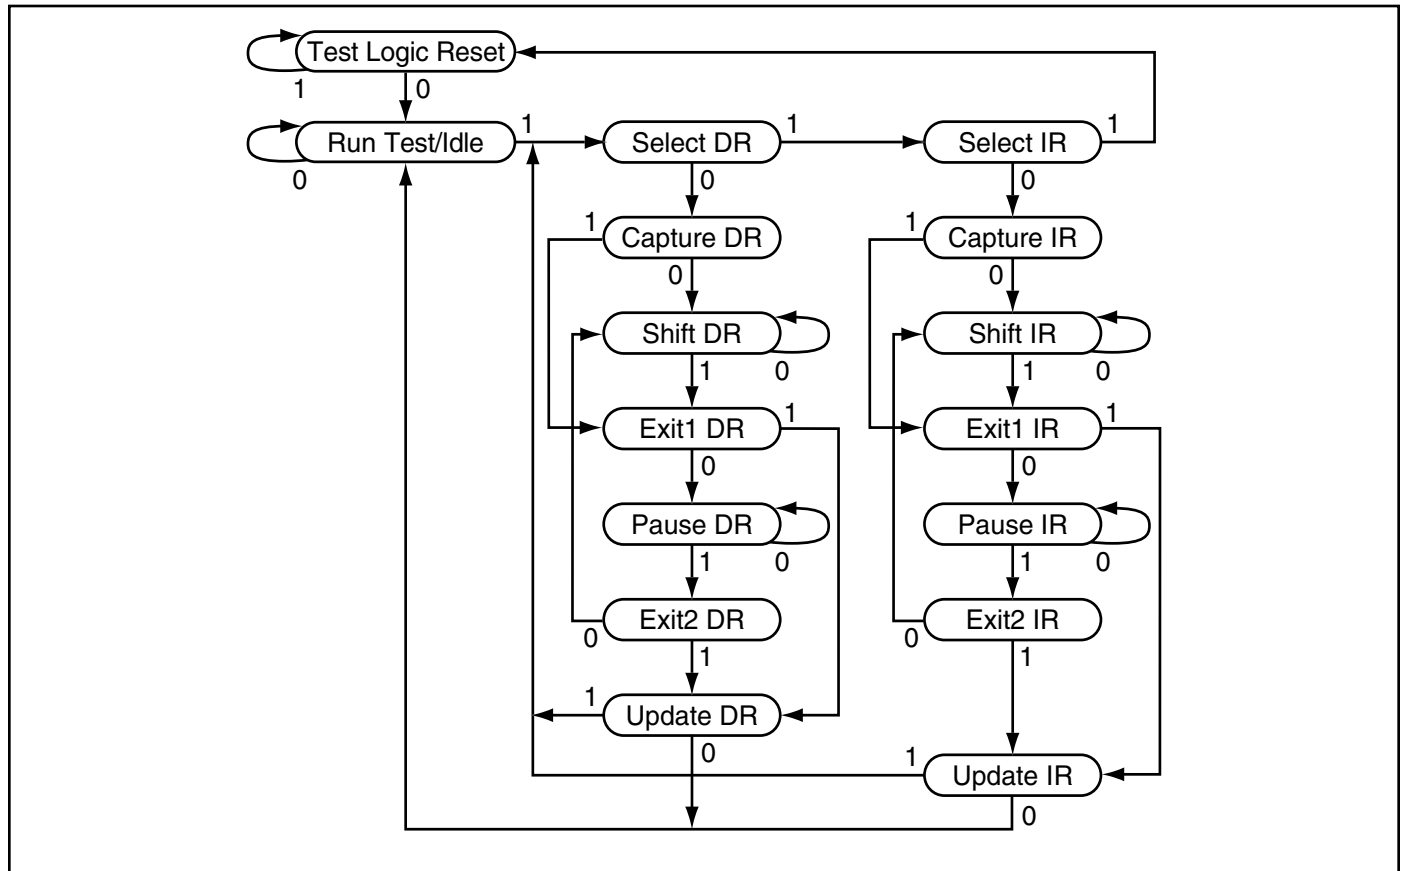 Test Logic Reset
1 0
Run Test/Idle 1 Select DR 1 Select IR 1
0 0 0
1 Capture DR 1 Capture IR
0 0
Shift DR Shift IR
1 0 1 0
Exit1 DR 1 Exit1 IR 1
0 0
Pause DR Pause IR
1 0 1 0
Exit2 DR Exit2 IR
0 1 0 1
1 Update DR
0 1 Update IR
0